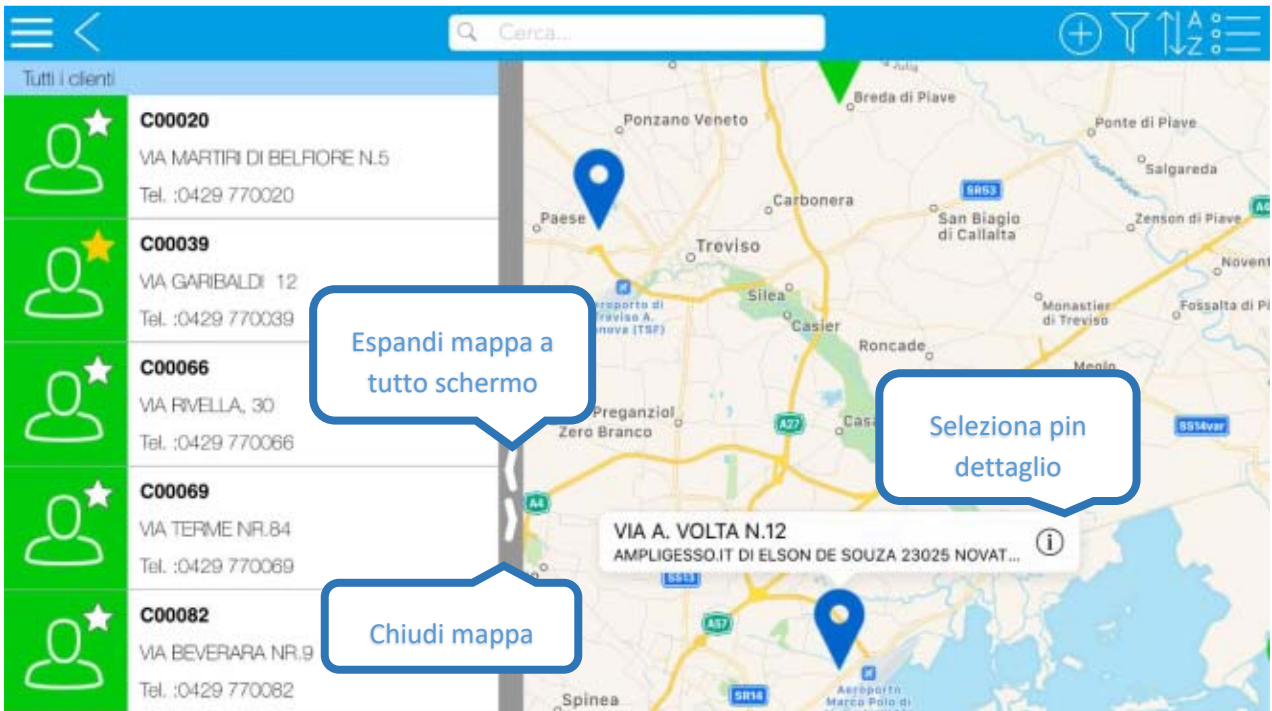 Cerca...
Tutti i clienti
C00020
VIA MARTIRI DI BELFIORE N.5
Tel. :0429 770020
C00039
VIA GARIBALDI 12
Tel. :0429 770039
C00066
VIA RIVELLA, 30
Tel. :0429 770066
C00069
VIA TERME NR.84
Tel. :0429 770069
C00082
VIA BEVERARA NR.9
Tel. :0429 770082
Espandi mappa a
tutto schermo
Chiudi mappa
Seleziona pin
dettaglio
A
Z
Breda di Piave
Ponzano Veneto
Ponte di Piave
Salgareda
SR53
Carbonera
Paese
San Biagio
di Callalta
Zenson di Piave
Treviso
Silea
Monastier
di Treviso
Fossalta di
Casier
Roncade
Preganziol
Zero Branco
A27
SS14var
A4
VIA A. VOLTA N.12
AMPLIGESSO.IT DI ELSON DE SOUZA 23025 NOVAT...
SS13
A57
Spinea
SR14
Aeroporto
Marco Polo di